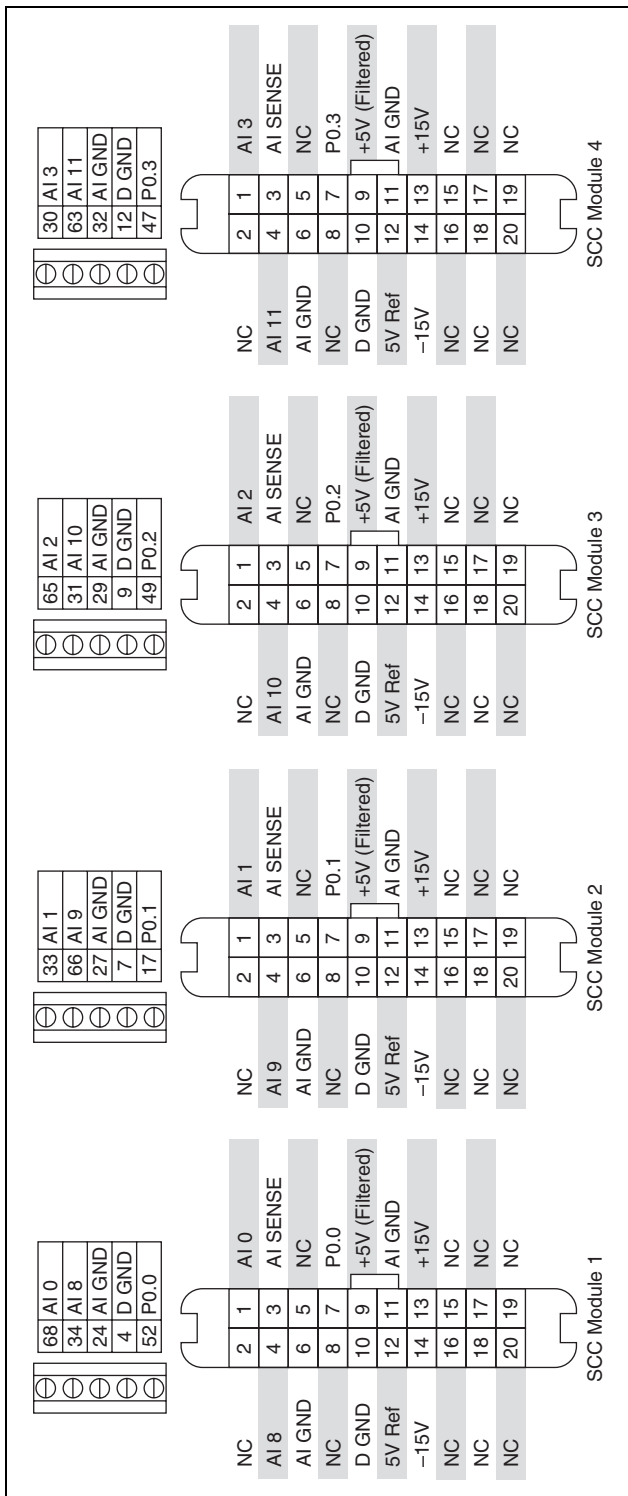 68 AI 0
34 AI 8
24 AI GND
4 D GND
52 P0.0
NC 2 1 AI 0
AI 8 4 3 AI SENSE
AI GND 6 5 NC
NC 8 7 P0.0
D GND 10 9 +5V (Filtered)
5V Ref 12 11 AI GND
–15V 14 13 +15V
NC 16 15 NC
NC 18 17 NC
NC 20 19 NC
SCC Module 1
33 AI 1
66 AI 9
27 AI GND
7 D GND
17 P0.1
NC 2 1 AI 1
AI 9 4 3 AI SENSE
AI GND 6 5 NC
NC 8 7 P0.1
D GND 10 9 +5V (Filtered)
5V Ref 12 11 AI GND
–15V 14 13 +15V
NC 16 15 NC
NC 18 17 NC
NC 20 19 NC
SCC Module 2
65 AI 2
31 AI 10
29 AI GND
9 D GND
49 P0.2
NC 2 1 AI 2
AI 10 4 3 AI SENSE
AI GND 6 5 NC
NC 8 7 P0.2
D GND 10 9 +5V (Filtered)
5V Ref 12 11 AI GND
–15V 14 13 +15V
NC 16 15 NC
NC 18 17 NC
NC 20 19 NC
SCC Module 3
30 AI 3
63 AI 11
32 AI GND
12 D GND
47 P0.3
NC 2 1 AI 3
AI 11 4 3 AI SENSE
AI GND 6 5 NC
NC 8 7 P0.3
D GND 10 9 +5V (Filtered)
5V Ref 12 11 AI GND
–15V 14 13 +15V
NC 16 15 NC
NC 18 17 NC
NC 20 19 NC
SCC Module 4